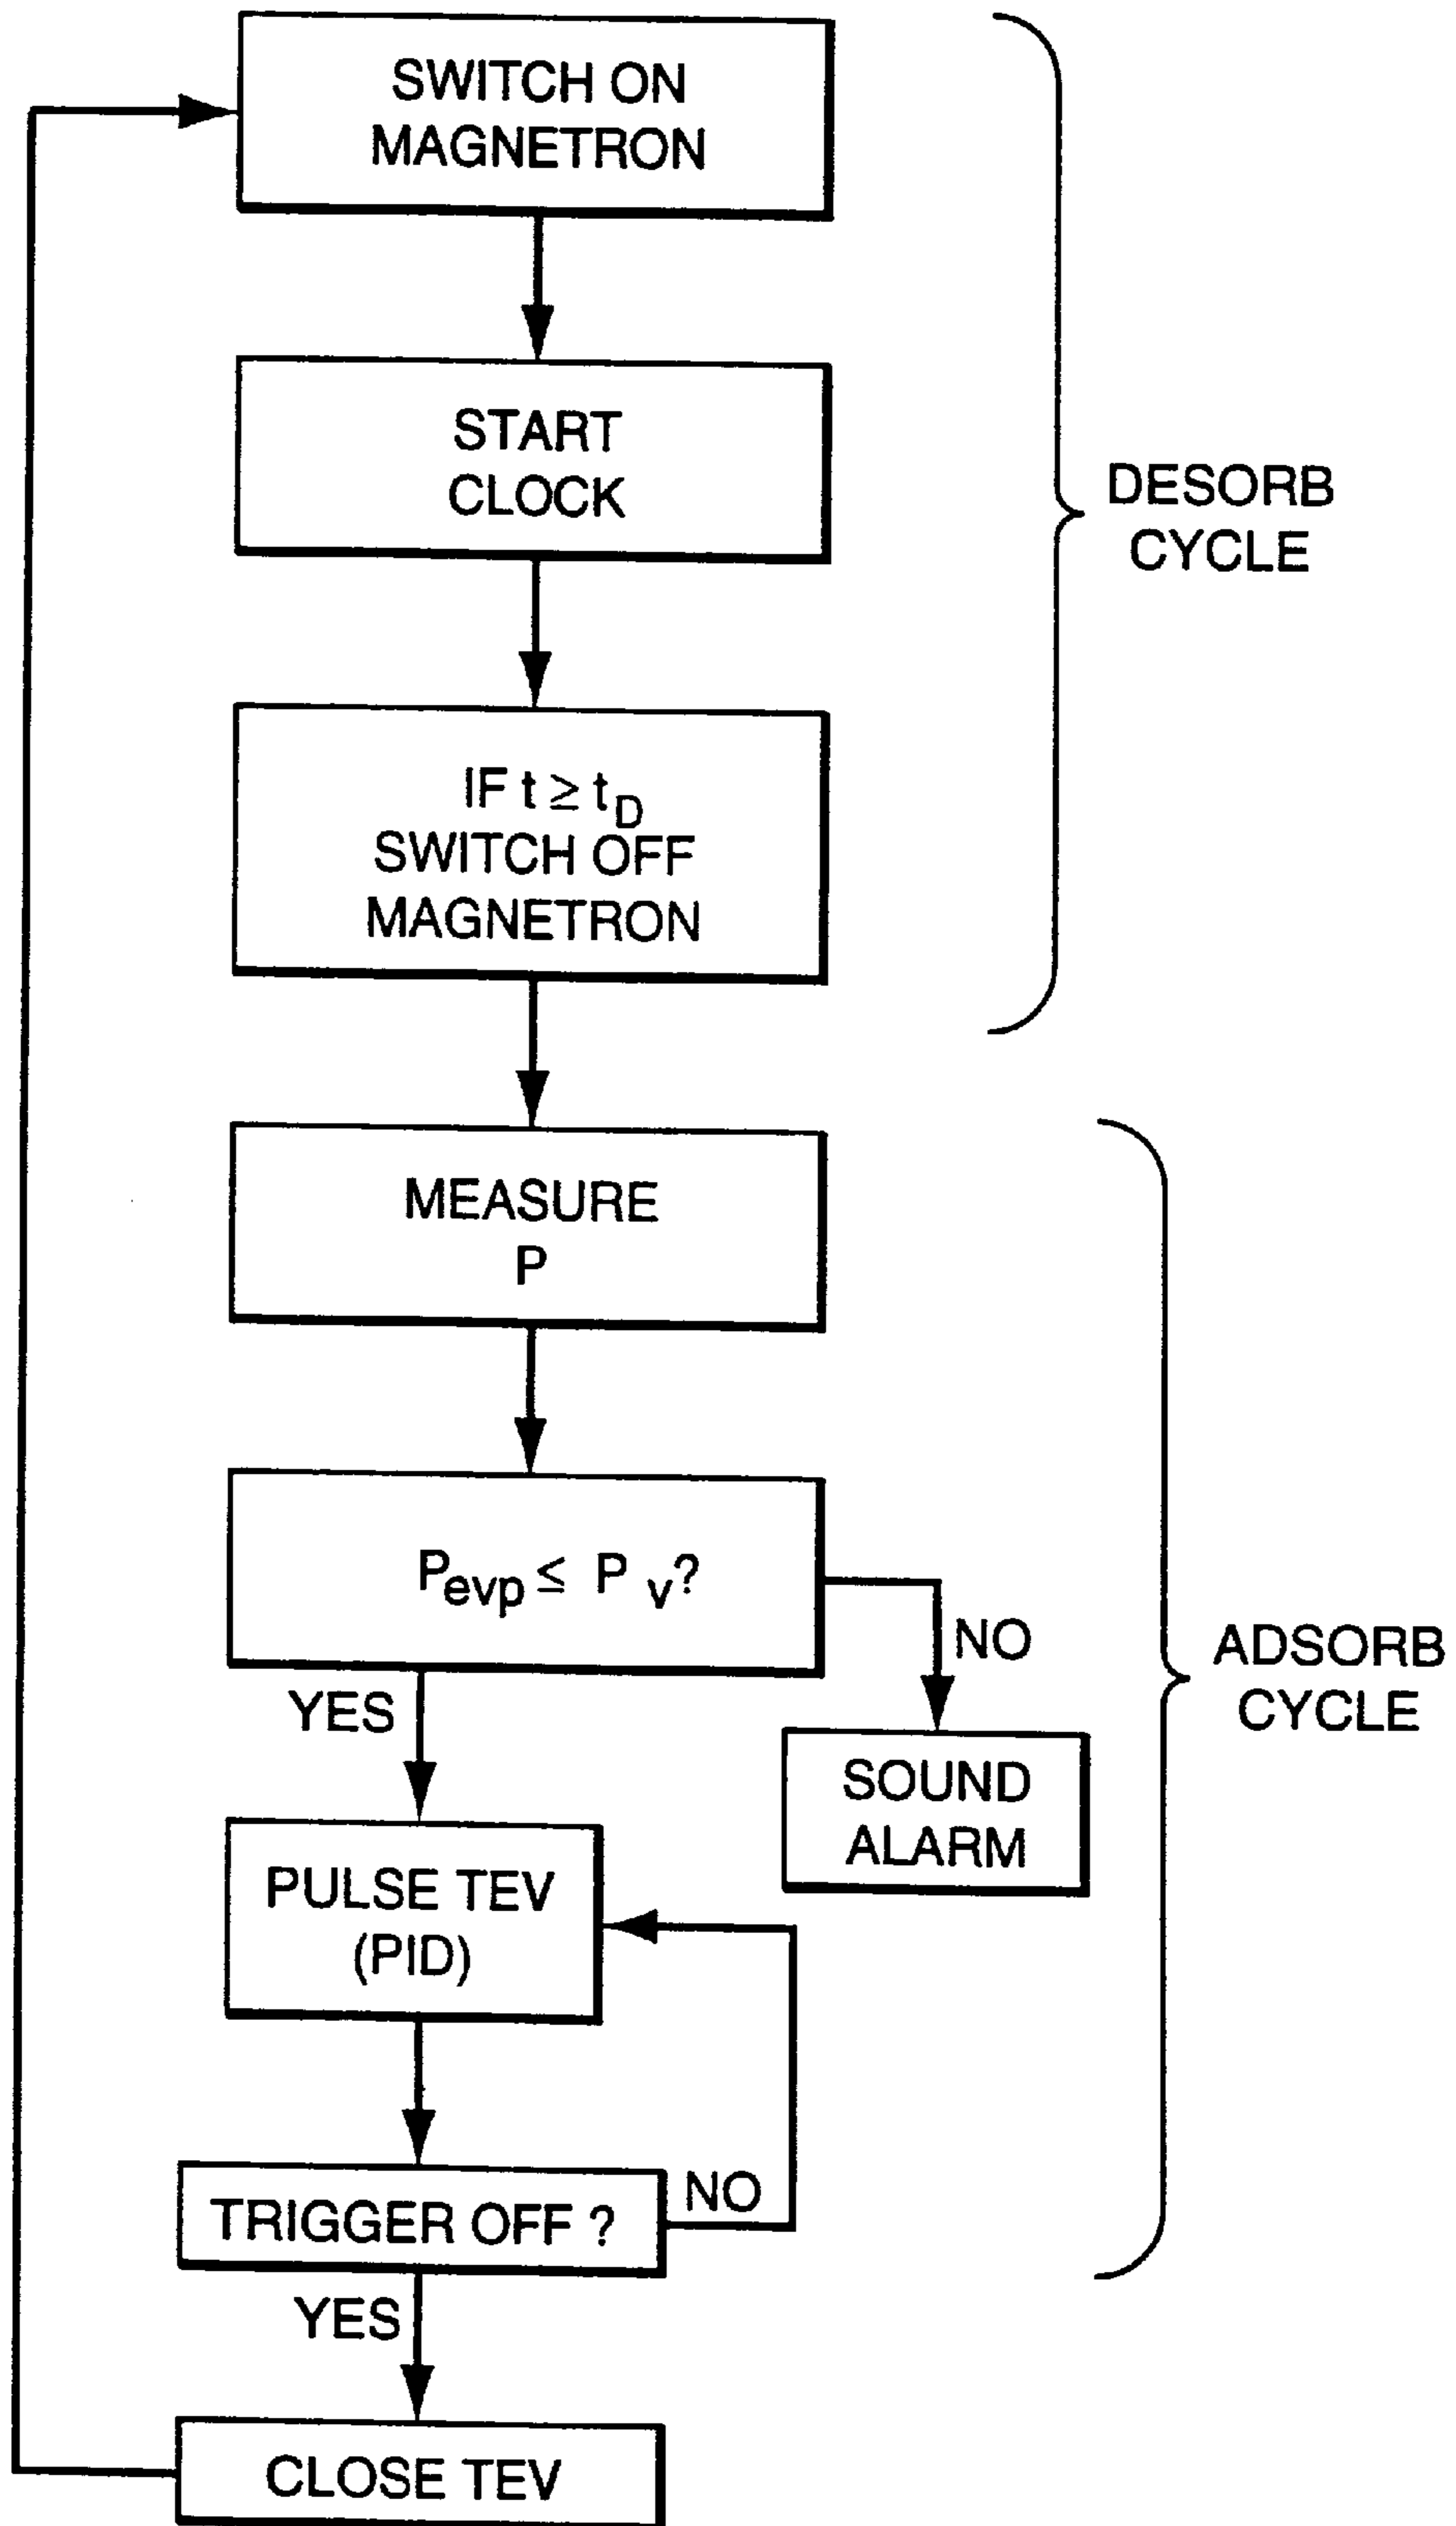 SWITCH ON
MAGNETRON
START
CLOCK
IF t ≥ tD
SWITCH OFF
MAGNETRON
DESORB
CYCLE
MEASURE
P
Pevp ≤ P v?
NO
YES
SOUND
ALARM
ADSORB
CYCLE
PULSE TEV
(PID)
TRIGGER OFF ?
NO
YES
CLOSE TEV